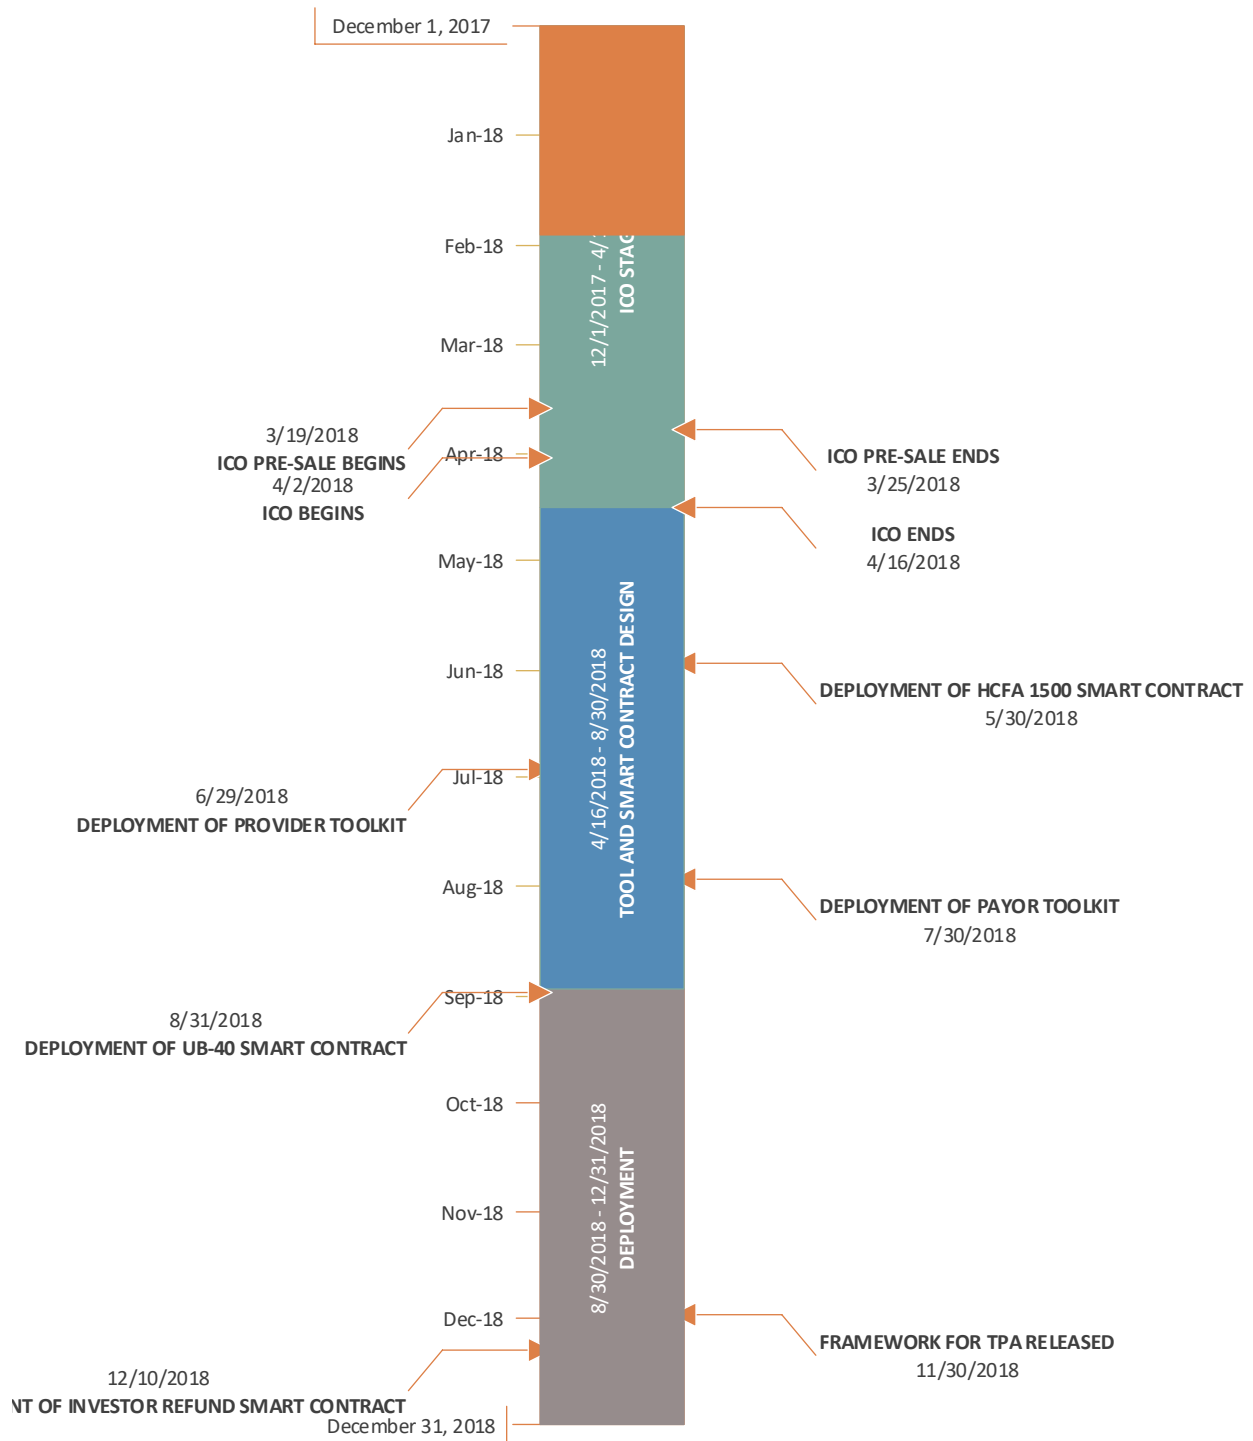 December 1, 2017
Jan-18
Feb-18
12/1/2017 - 4/
ICO STAG
Mar-18
3/19/2018
ICO PRE-SALE BEGINS
Apr-18
4/2/2018
ICO BEGINS
ICO PRE-SALE ENDS
3/25/2018
ICO ENDS
4/16/2018
May-18
4/16/2018 - 8/30/2018
TOOL AND SMART CONTRACT DESIGN
Jun-18
DEPLOYMENT OF HCFA 1500 SMART CONTRACT
5/30/2018
Jul-18
6/29/2018
DEPLOYMENT OF PROVIDER TOOLKIT
Aug-18
DEPLOYMENT OF PAYOR TOOLKIT
7/30/2018
Sep-18
8/31/2018
DEPLOYMENT OF UB-40 SMART CONTRACT
Oct-18
8/30/2018 - 12/31/2018
DEPLOYMENT
Nov-18
Dec-18
FRAMEWORK FOR TPA RELEASED
11/30/2018
12/10/2018
NT OF INVESTOR REFUND SMART CONTRACT
December 31, 2018